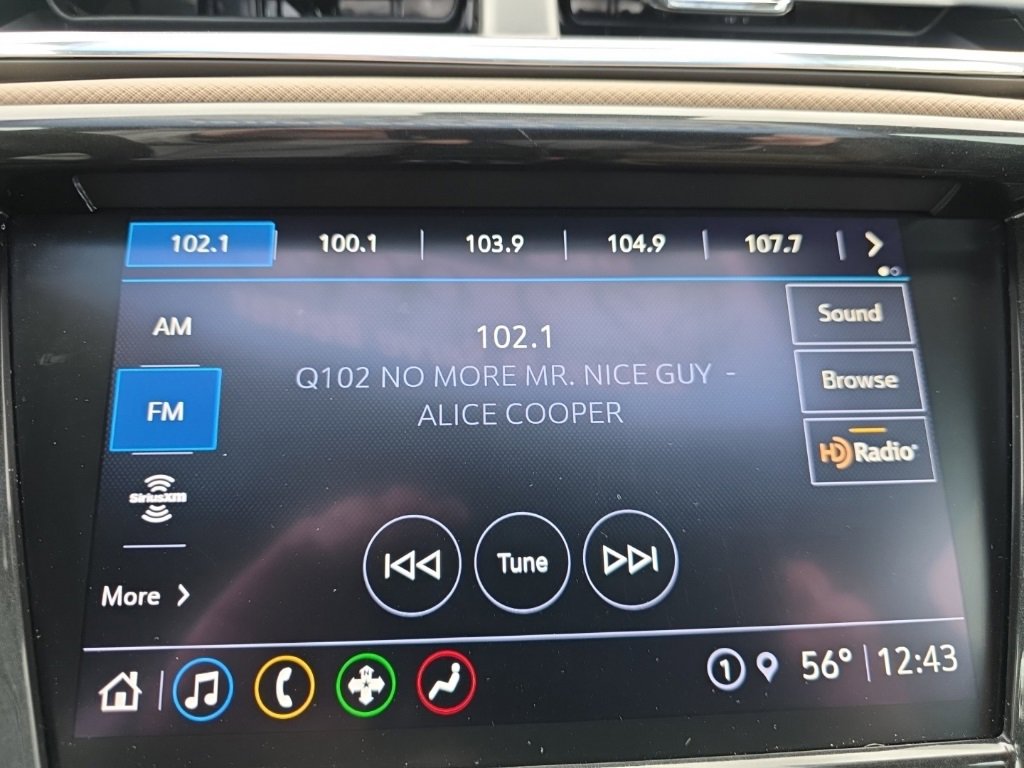 102.1 100.1 103.9 104.9 107.7
AM
FM
SiriusXM
More
102.1
Q102 NO MORE MR. NICE GUY -
ALICE COOPER
Sound
Browse
HD Radio
Tune
1 56° 12:43